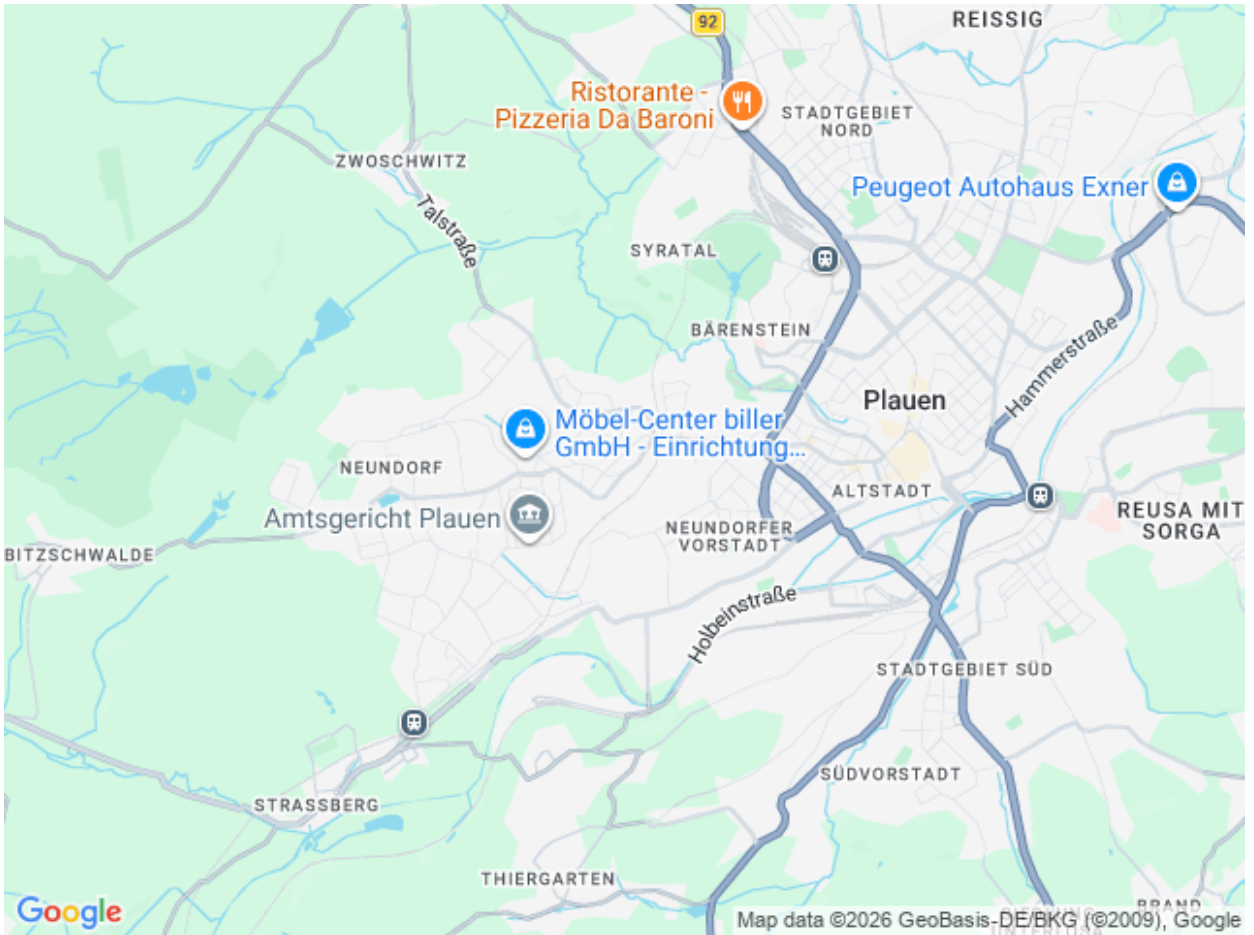 92
REISSIG
Ristorante -
Pizzeria Da Baroni
STADTGEBIET
NORD
ZWOSCHWITZ
Peugeot Autohaus Exner
Talstraße
SYRATAL
BÄRENSTEIN
Hammerstraße
Plauen
Möbel-Center biller
GmbH - Einrichtung...
NEUNDORF
ALTSTADT
Amtsgericht Plauen
REUSA MIT
SORGA
NEUNDORFER
VORSTADT
BITZSCHWALDE
Holbeinstraße
STADTGEBIET SÜD
SÜDVORSTADT
STRASSBERG
THIERGARTEN
BRAND
Google
Map data ©2026 GeoBasis-DE/BKG (©2009), Google